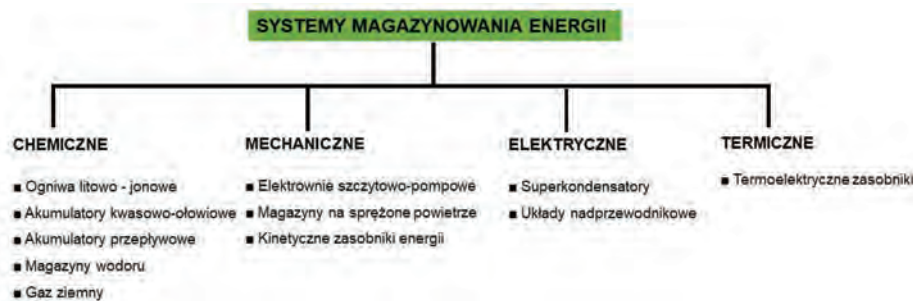 SYSTEMY MAGAZYNOWANIA ENERGII
CHEMICZNE
■ Ogniwa litowo - jonowe
■ Akumulatory kwasowo-ołowiowe
■ Akumulatory przepływowe
■ Magazyny wodoru
■ Gaz ziemny
MECHANICZNE
■ Elektrownie szczytowo-pompowe
■ Magazyny na sprężone powietrze
■ Kinetyczne zasobniki energii
ELEKTRYCZNE
■ Superkondensatory
■ Układy nadprzewodnikowe
TERMICZNE
■ Termoelektryczne zasobniki